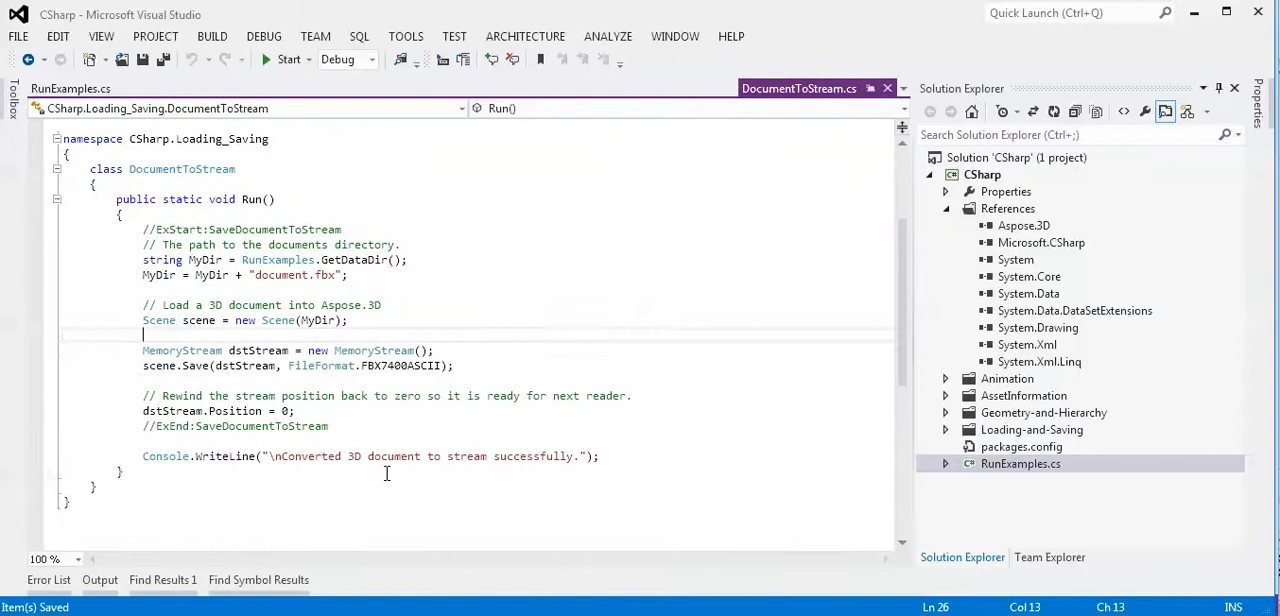 CSharp - Microsoft Visual Studio
Quick Launch (Ctrl+Q)
FILE EDIT VIEW PROJECT BUILD DEBUG TEAM SQL TOOLS TEST ARCHITECTURE ANALYZE WINDOW HELP
Start Debug
Toolbox
RunExamples.cs DocumentToStream.cs
CSharp.Loading_Saving.DocumentToStream Run()
namespace CSharp.Loading_Saving
{
class DocumentToStream
{
public static void Run()
{
//ExStart:SaveDocumentToStream
// The path to the documents directory.
string MyDir = RunExamples.GetDataDir();
MyDir = MyDir + "document.fbx";
// Load a 3D document into Aspose.3D
Scene scene = new Scene(MyDir);
MemoryStream dstStream = new MemoryStream();
scene.Save(dstStream, FileFormat.FBX7400ASCII);
// Rewind the stream position back to zero so it is ready for next reader.
dstStream.Position = 0;
//ExEnd:SaveDocumentToStream
Console.WriteLine("\nConverted 3D document to stream successfully.");
}
}
}
100 %
Solution Explorer
Search Solution Explorer (Ctrl+;)
Solution 'CSharp' (1 project)
CSharp
Properties
References
Aspose.3D
Microsoft.CSharp
System
System.Core
System.Data
System.Data.DataSetExtensions
System.Drawing
System.Xml
System.Xml.Linq
Animation
AssetInformation
Geometry-and-Hierarchy
Loading-and-Saving
packages.config
RunExamples.cs
Solution Explorer Team Explorer
Properties
Error List Output Find Results 1 Find Symbol Results
Item(s) Saved Ln 26 Col 13 Ch 13 INS